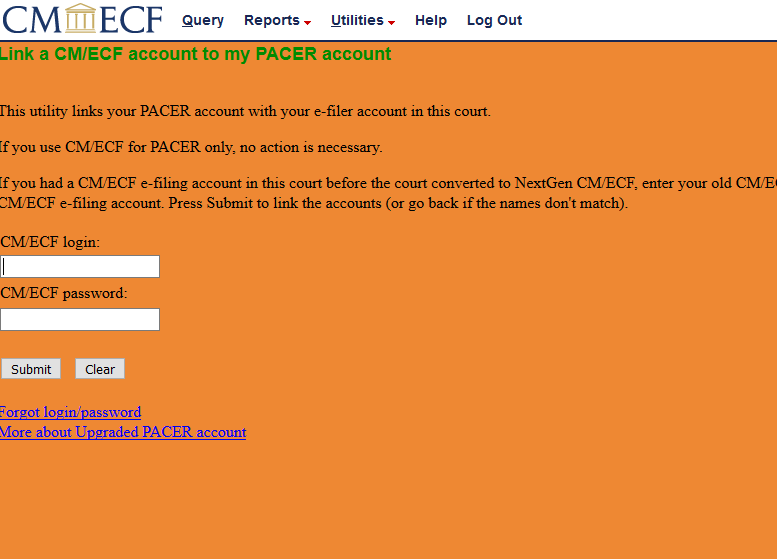 CM ECF Query Reports Utilities Help Log Out
Link a CM/ECF account to my PACER account
This utility links your PACER account with your e-filer account in this court.
If you use CM/ECF for PACER only, no action is necessary.
If you had a CM/ECF e-filing account in this court before the court converted to NextGen CM/ECF, enter your old CM/EC
CM/ECF e-filing account. Press Submit to link the accounts (or go back if the names don't match).
CM/ECF login:
CM/ECF password:
Submit Clear
Forgot login/password
More about Upgraded PACER account